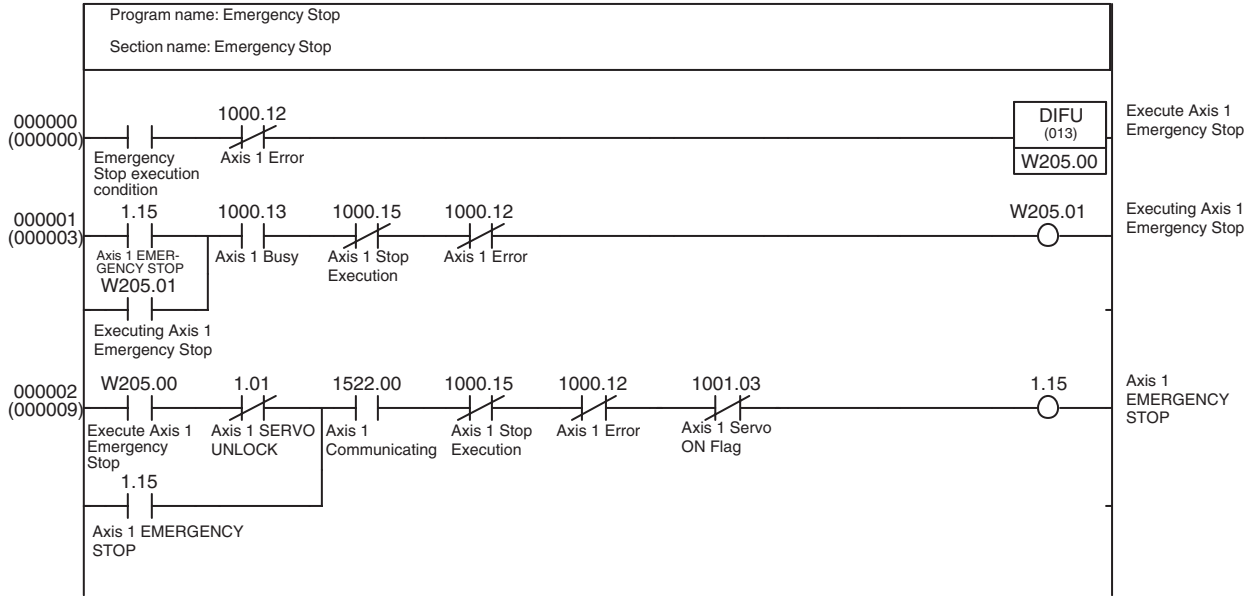 Program name: Emergency Stop
Section name: Emergency Stop
000000
(000000)
1000.12
DIFU
(013)
W205.00
Execute Axis 1
Emergency Stop
Emergency
Stop execution
condition
Axis 1 Error
000001
(000003)
1.15
1000.13
1000.15
1000.12
W205.01
Executing Axis 1
Emergency Stop
Axis 1 EMER-
GENCY STOP
Axis 1 Busy
Axis 1 Stop
Execution
Axis 1 Error
W205.01
Executing Axis 1
Emergency Stop
000002
(000009)
W205.00
1.01
1522.00
1000.15
1000.12
1001.03
1.15
Axis 1
EMERGENCY
STOP
Execute Axis 1
Emergency
Stop
Axis 1 SERVO
UNLOCK
Axis 1
Communicating
Axis 1 Stop
Execution
Axis 1 Error
Axis 1 Servo
ON Flag
1.15
Axis 1 EMERGENCY
STOP